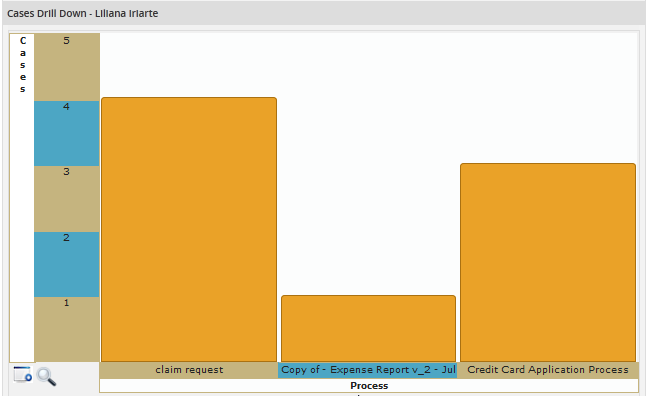 Cases Drill Down - Liliana Iriarte
Cases
5
4
3
2
1
claim request
Copy of - Expense Report v_2 - Jul
Credit Card Application Process
Process